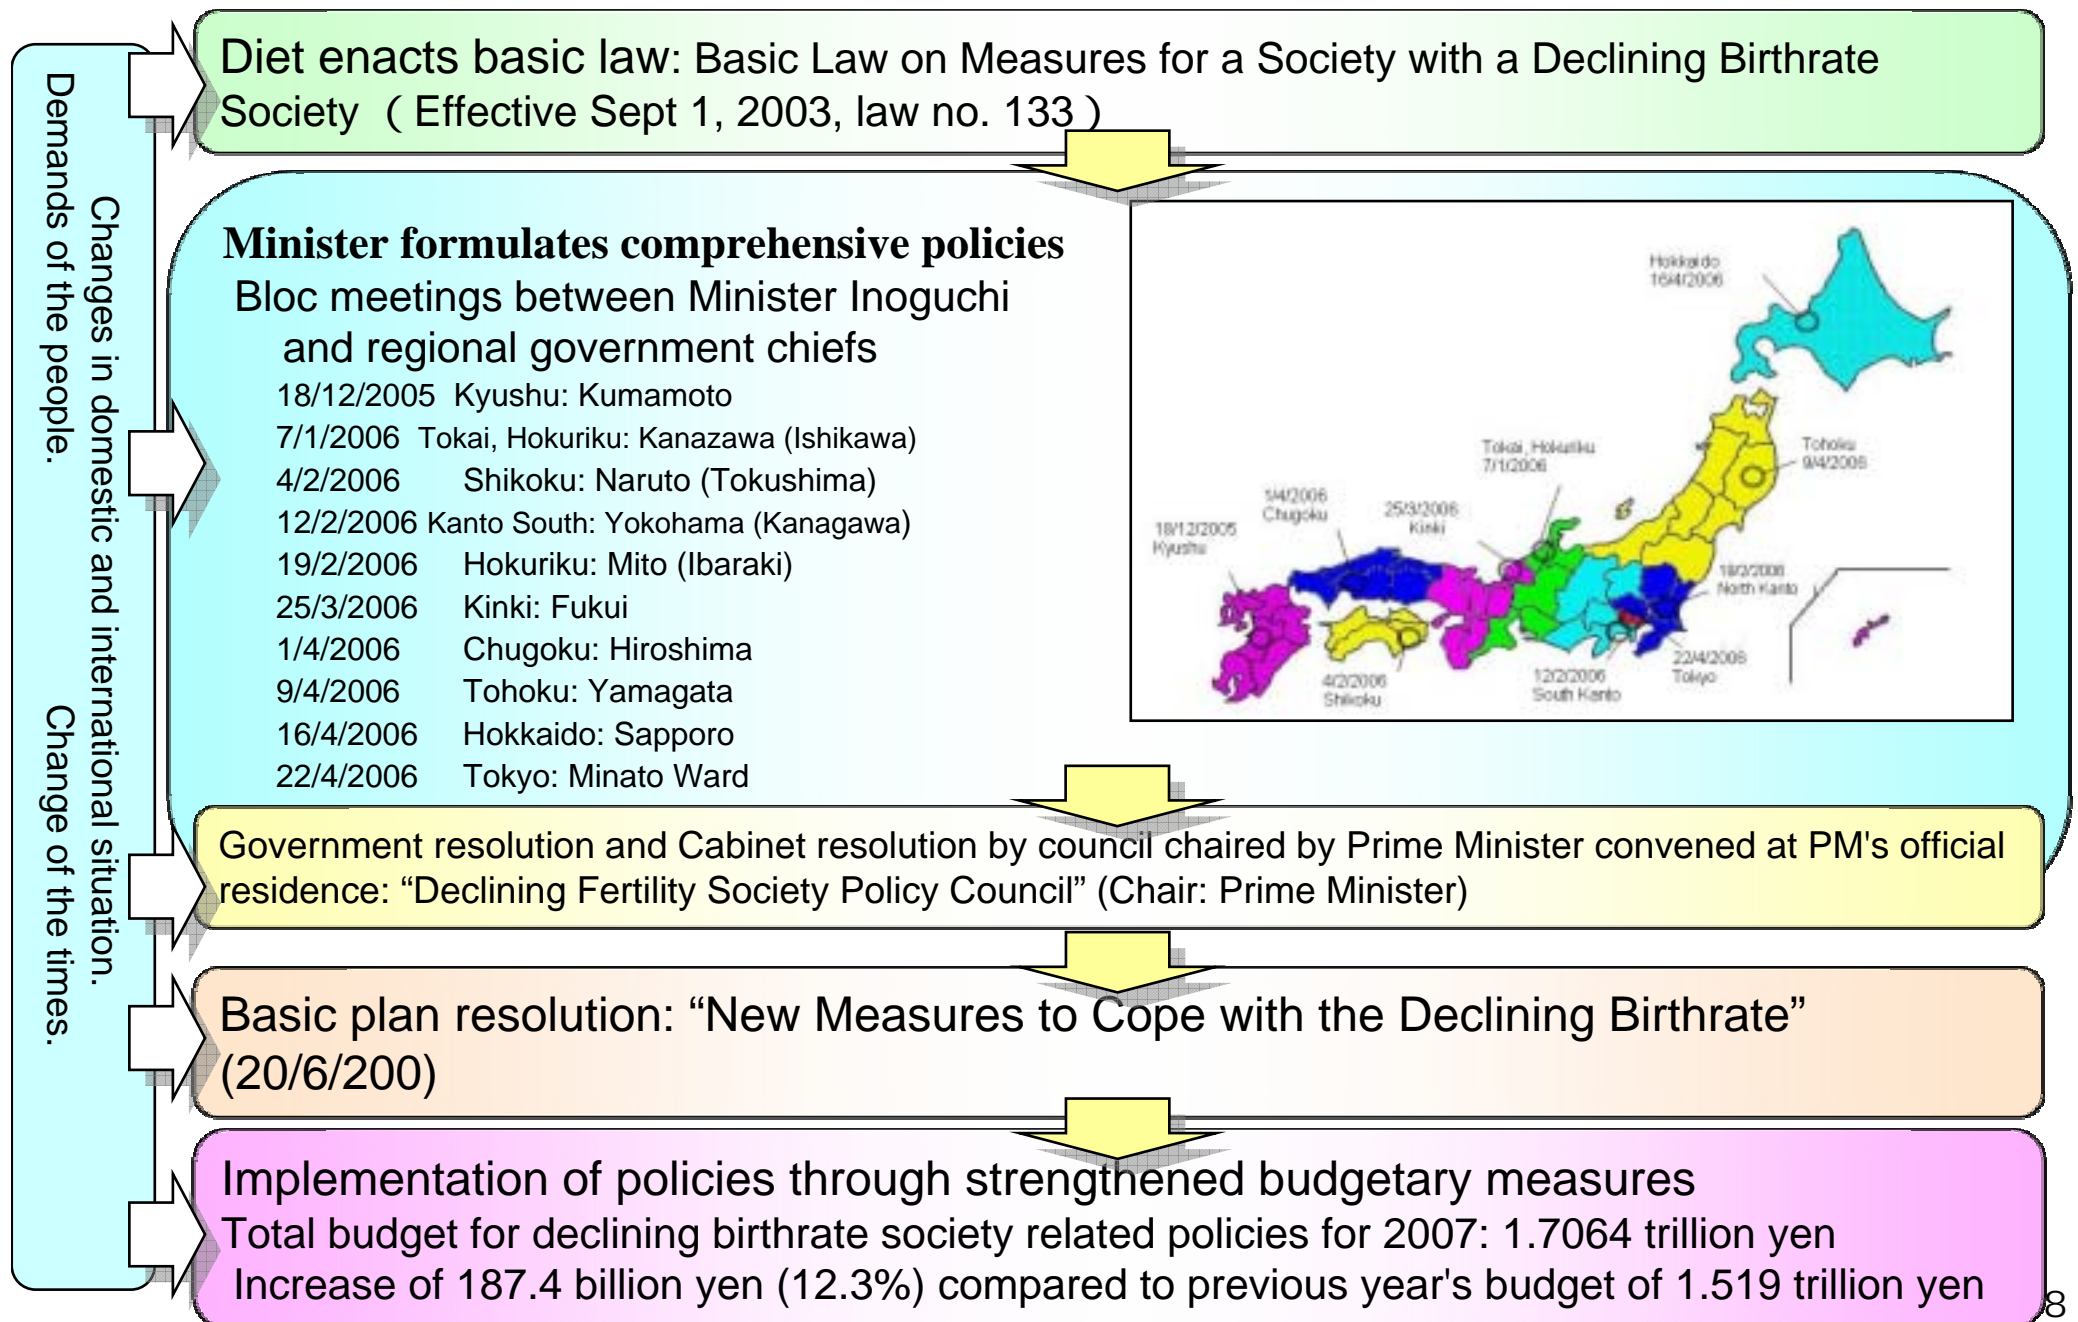 Demands of the people. Change of the times.
Changes in domestic and international situation.
Diet enacts basic law: Basic Law on Measures for a Society with a Declining Birthrate
Society （Effective Sept 1, 2003, law no. 133）
Minister formulates comprehensive policies
Bloc meetings between Minister Inoguchi
and regional government chiefs
18/12/2005 Kyushu: Kumamoto
7/1/2006 Tokai, Hokuriku: Kanazawa (Ishikawa)
4/2/2006 Shikoku: Naruto (Tokushima)
12/2/2006 Kanto South: Yokohama (Kanagawa)
19/2/2006 Hokuriku: Mito (Ibaraki)
25/3/2006 Kinki: Fukui
1/4/2006 Chugoku: Hiroshima
9/4/2006 Tohoku: Yamagata
16/4/2006 Hokkaido: Sapporo
22/4/2006 Tokyo: Minato Ward
Hokkaido
16/4/2006
Tohoku
9/4/2006
Tokai, Hokuriku
7/1/2006
1/4/2006
Chugoku
25/3/2006
Kinki
18/12/2005
Kyushu
North Kanto
22/4/2006
Tokyo
12/2/2006
South Kanto
4/2/2006
Shikoku
Government resolution and Cabinet resolution by council chaired by Prime Minister convened at PM's official
residence: “Declining Fertility Society Policy Council” (Chair: Prime Minister)
Basic plan resolution: “New Measures to Cope with the Declining Birthrate”
(20/6/200)
Implementation of policies through strengthened budgetary measures
Total budget for declining birthrate society related policies for 2007: 1.7064 trillion yen
Increase of 187.4 billion yen (12.3%) compared to previous year's budget of 1.519 trillion yen
8